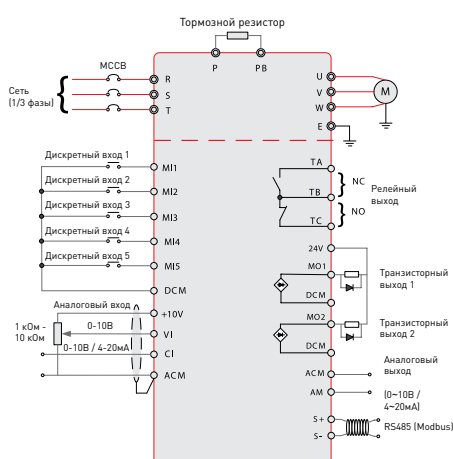 Тормозной резистор
P
PB
MCCB
Сеть
(1/3 фазы)
R
S
T
U
V
W
E
M
Дискретный вход 1
MI1
Дискретный вход 2
MI2
Дискретный вход 3
MI3
Дискретный вход 4
MI4
Дискретный вход 5
MI5
DCM
TA
NC
TB
NO
TC
Релейный
выход
24V
MO1
DCM
Транзисторный
выход 1
MO2
DCM
Транзисторный
выход 2
Аналоговый вход
+10V
1 кОм -
10 кОм
0-10В
VI
0-10В / 4-20мА
CI
ACM
Аналоговый
выход
ACM
AM
(0~10В /
4~20мА)
S+
S-
RS485 (Modbus)